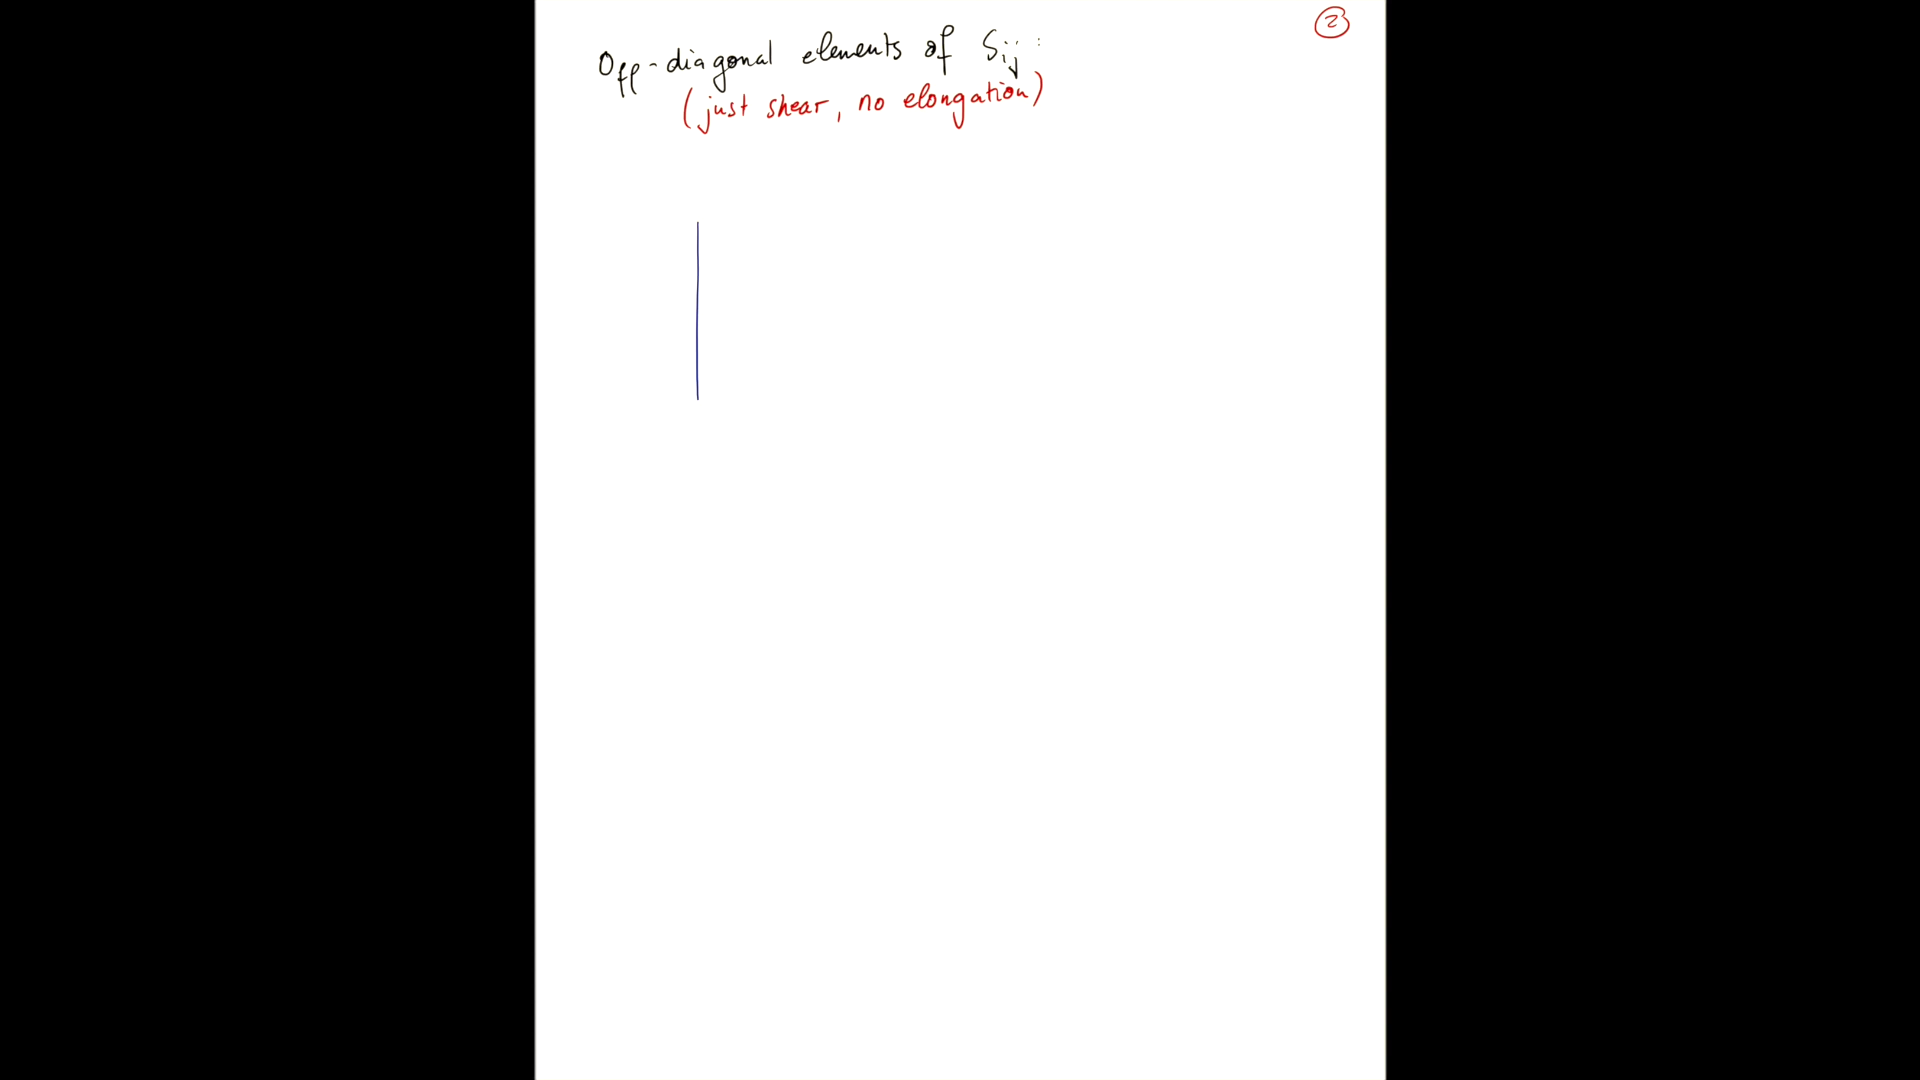 ②
Off-diagonal elements of Sij:
(just shear, no elongation)